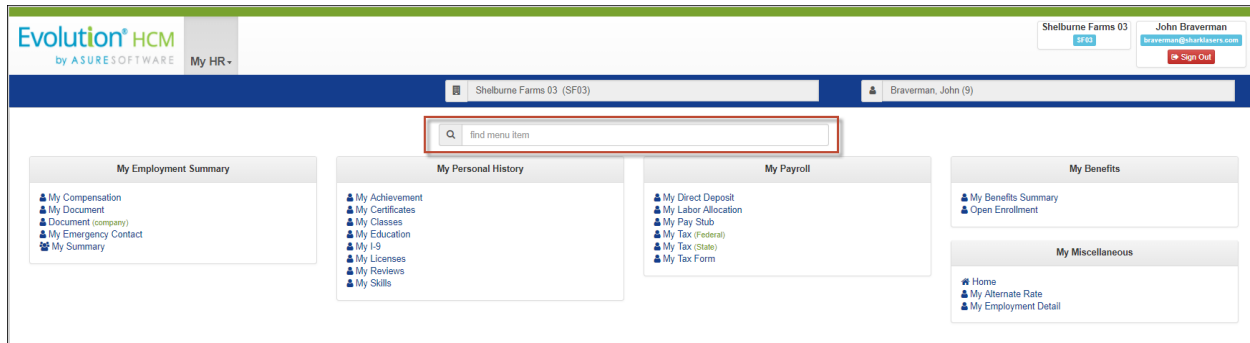 Evolution® HCM
by ASURESOFTWARE
My HR
Shelburne Farms 03
SF03
John Braverman
braverman@sharklasers.com
Sign Out
Shelburne Farms 03 (SF03)
Braverman, John (9)
find menu item
My Employment Summary
My Compensation
My Document
Document (company)
My Emergency Contact
My Summary
My Personal History
My Achievement
My Certificates
My Classes
My Education
My I-9
My Licenses
My Reviews
My Skills
My Payroll
My Direct Deposit
My Labor Allocation
My Pay Stub
My Tax (Federal)
My Tax (State)
My Tax Form
My Benefits
My Benefits Summary
Open Enrollment
My Miscellaneous
Home
My Alternate Rate
My Employment Detail